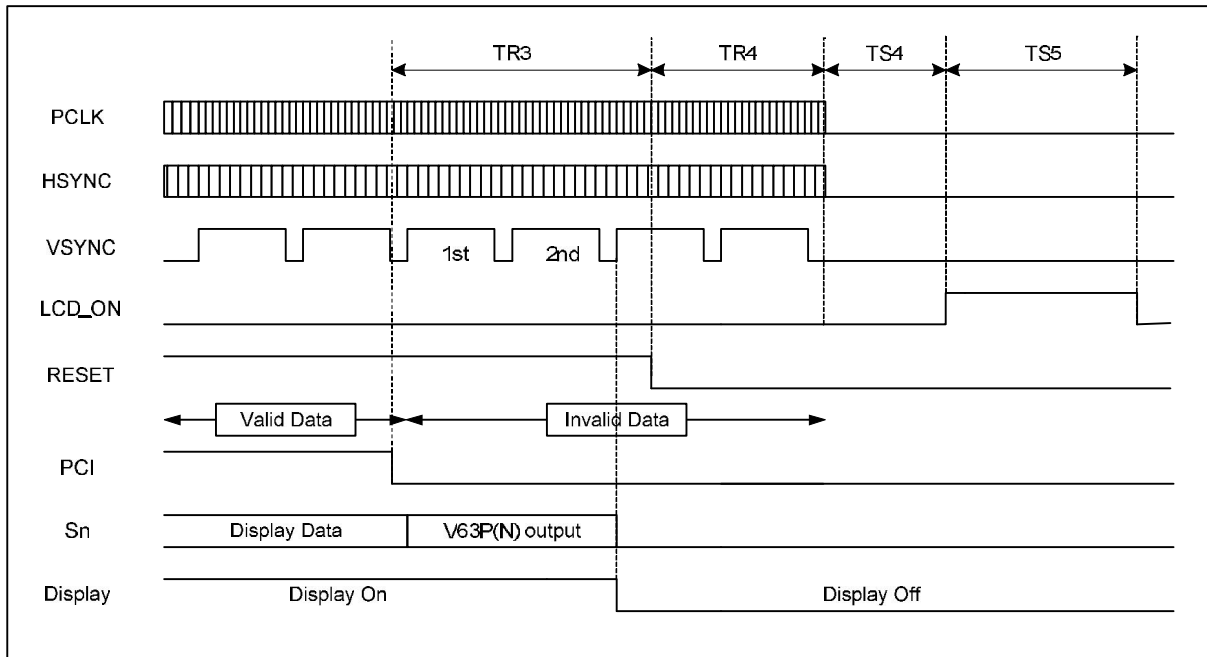 TR3 TR4 TS4 TS5
PCLK
HSYNC
VSYNC 1st 2nd
LCD_ON
RESET
Valid Data Invalid Data
PCI
Sn Display Data V63P(N) output
Display Display On Display Off